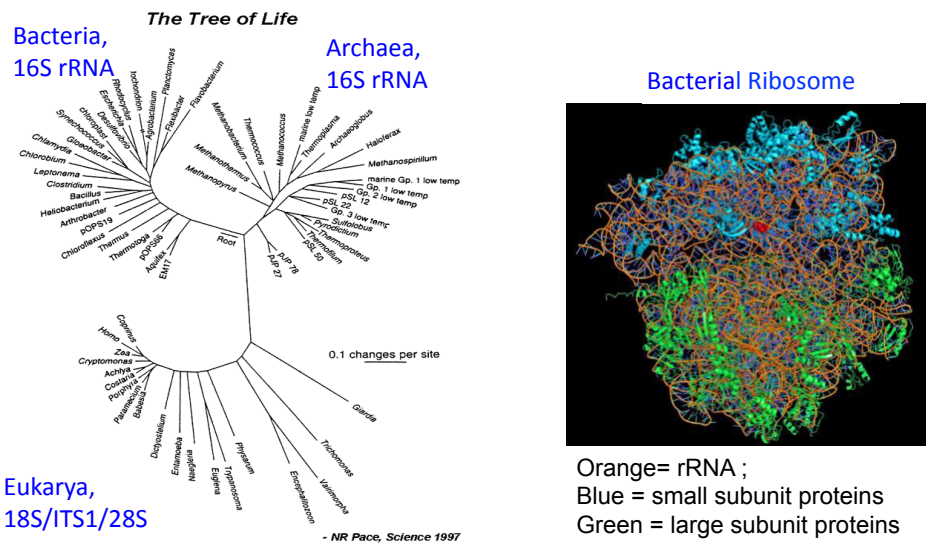 The Tree of Life
Bacteria,
16S rRNA
Archaea,
16S rRNA
Planctomyces
tochondrion
Rhodocyclus
Escherichia
Desulfovibrio
Agrobacterium
Flexibacter
Flavobacterium
chloroplast
Synechococcus
Gloeobacter
Chlamydia
Chlorobium
Leptonema
Clostridium
Bacillus
Heliobacterium
Arthrobacter
pOPS19
Chloroflexus
Thermus
Thermotoga
pOPS66
Aquifex
EM17
Root
Methanobacterium
Methanothermus
Methanopyrus
Thermococcus
Methanococcus
marine low temp
Thermoplasma
Archaeoglobus
Haloferax
Methanospirillum
marine Gp. 1 low temp
Gp. 1 low temp
Gp. 2 low temp
pSL 12
pSL 22
Gp. 3 low temp
Sulfolobus
Pyrodictium
Thermoproteus
Thermofilum
pSL 50
pJP 78
pJP 27
Coprinus
Homo
Zea
Cryptomonas
Achlya
Costaria
Porphyra
Paramecium
Babesia
Dictyostelium
Entamoeba
Naegleria
Euglena
Trypanosoma
Physarum
Encephalitozoon
Vairimorpha
Trichomonas
Giardia
0.1 changes per site
Eukarya,
18S/ITS1/28S
- NR Pace, Science 1997
Bacterial Ribosome
Orange= rRNA ;
Blue = small subunit proteins
Green = large subunit proteins